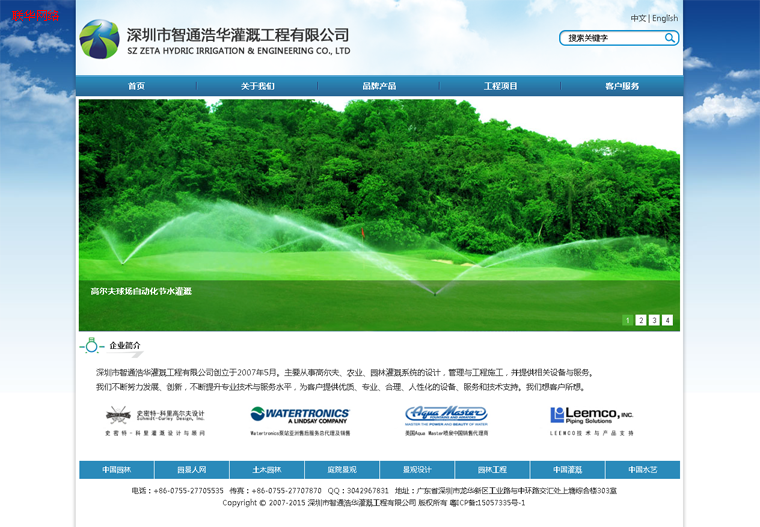 中文 | English
深圳市智通浩华灌溉工程有限公司
SZ ZETA HYDRIC IRRIGATION & ENGINEERING CO., LTD
搜索关键字
首页 关于我们 品牌产品 工程项目 客户服务
高尔夫球场自动化节水灌溉
1 2 3 4
企业简介
深圳市智通浩华灌溉工程有限公司创立于2007年5月。主要从事高尔夫、农业、园林灌溉系统的设计，管理与工程施工，并提供相关设备与服务。
我们不断努力发展、创新，不断提升专业技术与服务水平，为客户提供优质、专业、合理、人性化的设备、服务和技术支持。我们想客户所想。
史密特-科里高尔夫设计
Schmidt-Curley Design, Inc.
史密特-科里灌溉设计与顾问
WATERTRONICS
A LINDSAY COMPANY
Watertronics泵站亚洲售后服务总代理及销售
Aqua Master
FOUNTAINS AND AERATORS
MASTER THE POWER AND BEAUTY OF WATER
美国Aqua Master喷泉中国销售代理商
Leemco, INC.
Piping Solutions
LEEMCO技术与产品支持
中国园林 园景人网 土木园林 庭院景观 景观设计 园林工程 中国灌溉 中国水艺
电话：+86-0755-27705535 传真：+86-0755-27707870 QQ：3042967831 地址：广东省深圳市龙华新区工业路与中环路交汇处上塘综合楼303室
Copyright © 2007-2015 深圳市智通浩华灌溉工程有限公司 版权所有 粤ICP备15057335号-1